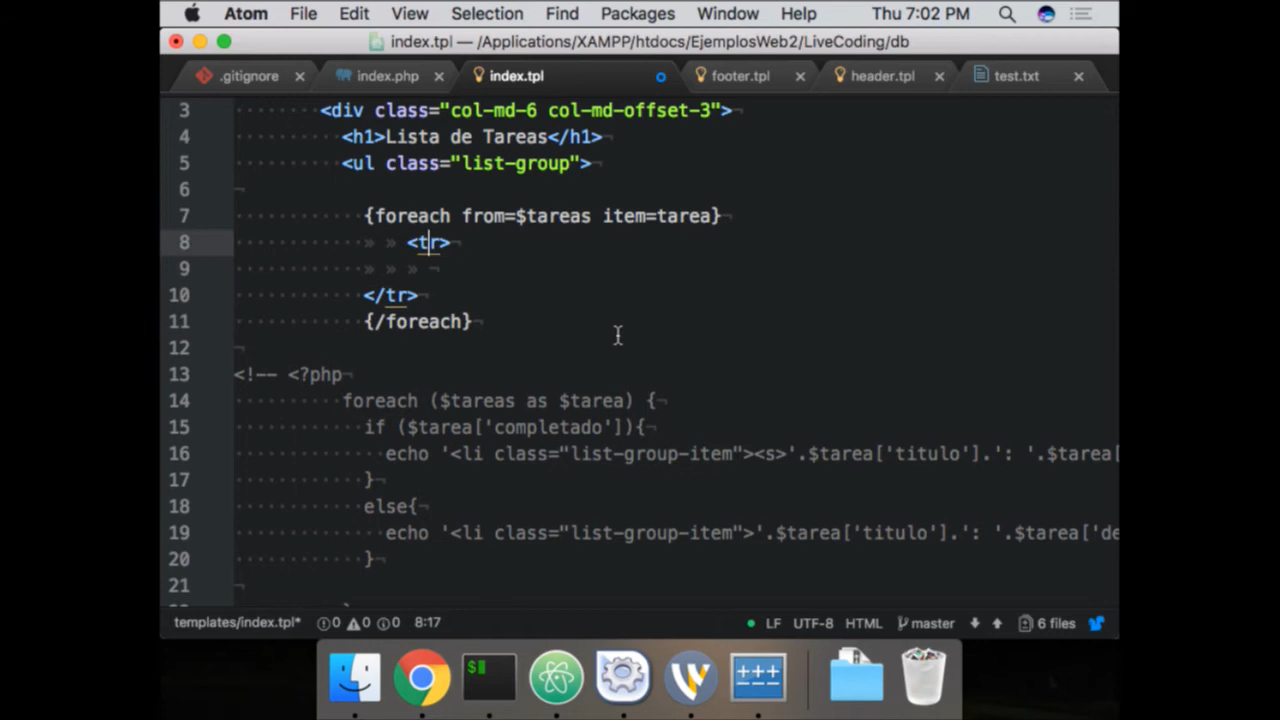 Atom File Edit View Selection Find Packages Window Help Thu 7:02 PM
index.tpl — /Applications/XAMPP/htdocs/EjemplosWeb2/LiveCoding/db
.gitignore index.php index.tpl footer.tpl header.tpl test.txt
3 <div class="col-md-6 col-md-offset-3">
4 <h1>Lista de Tareas</h1>
5 <ul class="list-group">
6
7 {foreach from=$tareas item=tarea}
8 <tr>
9
10 </tr>
11 {/foreach}
12
13 <!-- <?php
14 foreach ($tareas as $tarea) {
15 if ($tarea['completado']){
16 echo '<li class="list-group-item"><s>'.$tarea['titulo'].': '.$tarea[
17 }
18 else{
19 echo '<li class="list-group-item">'.$tarea['titulo'].': '.$tarea['de
20 }
21
templates/index.tpl* 0 0 0 8:17 LF UTF-8 HTML master 6 files
$
+++